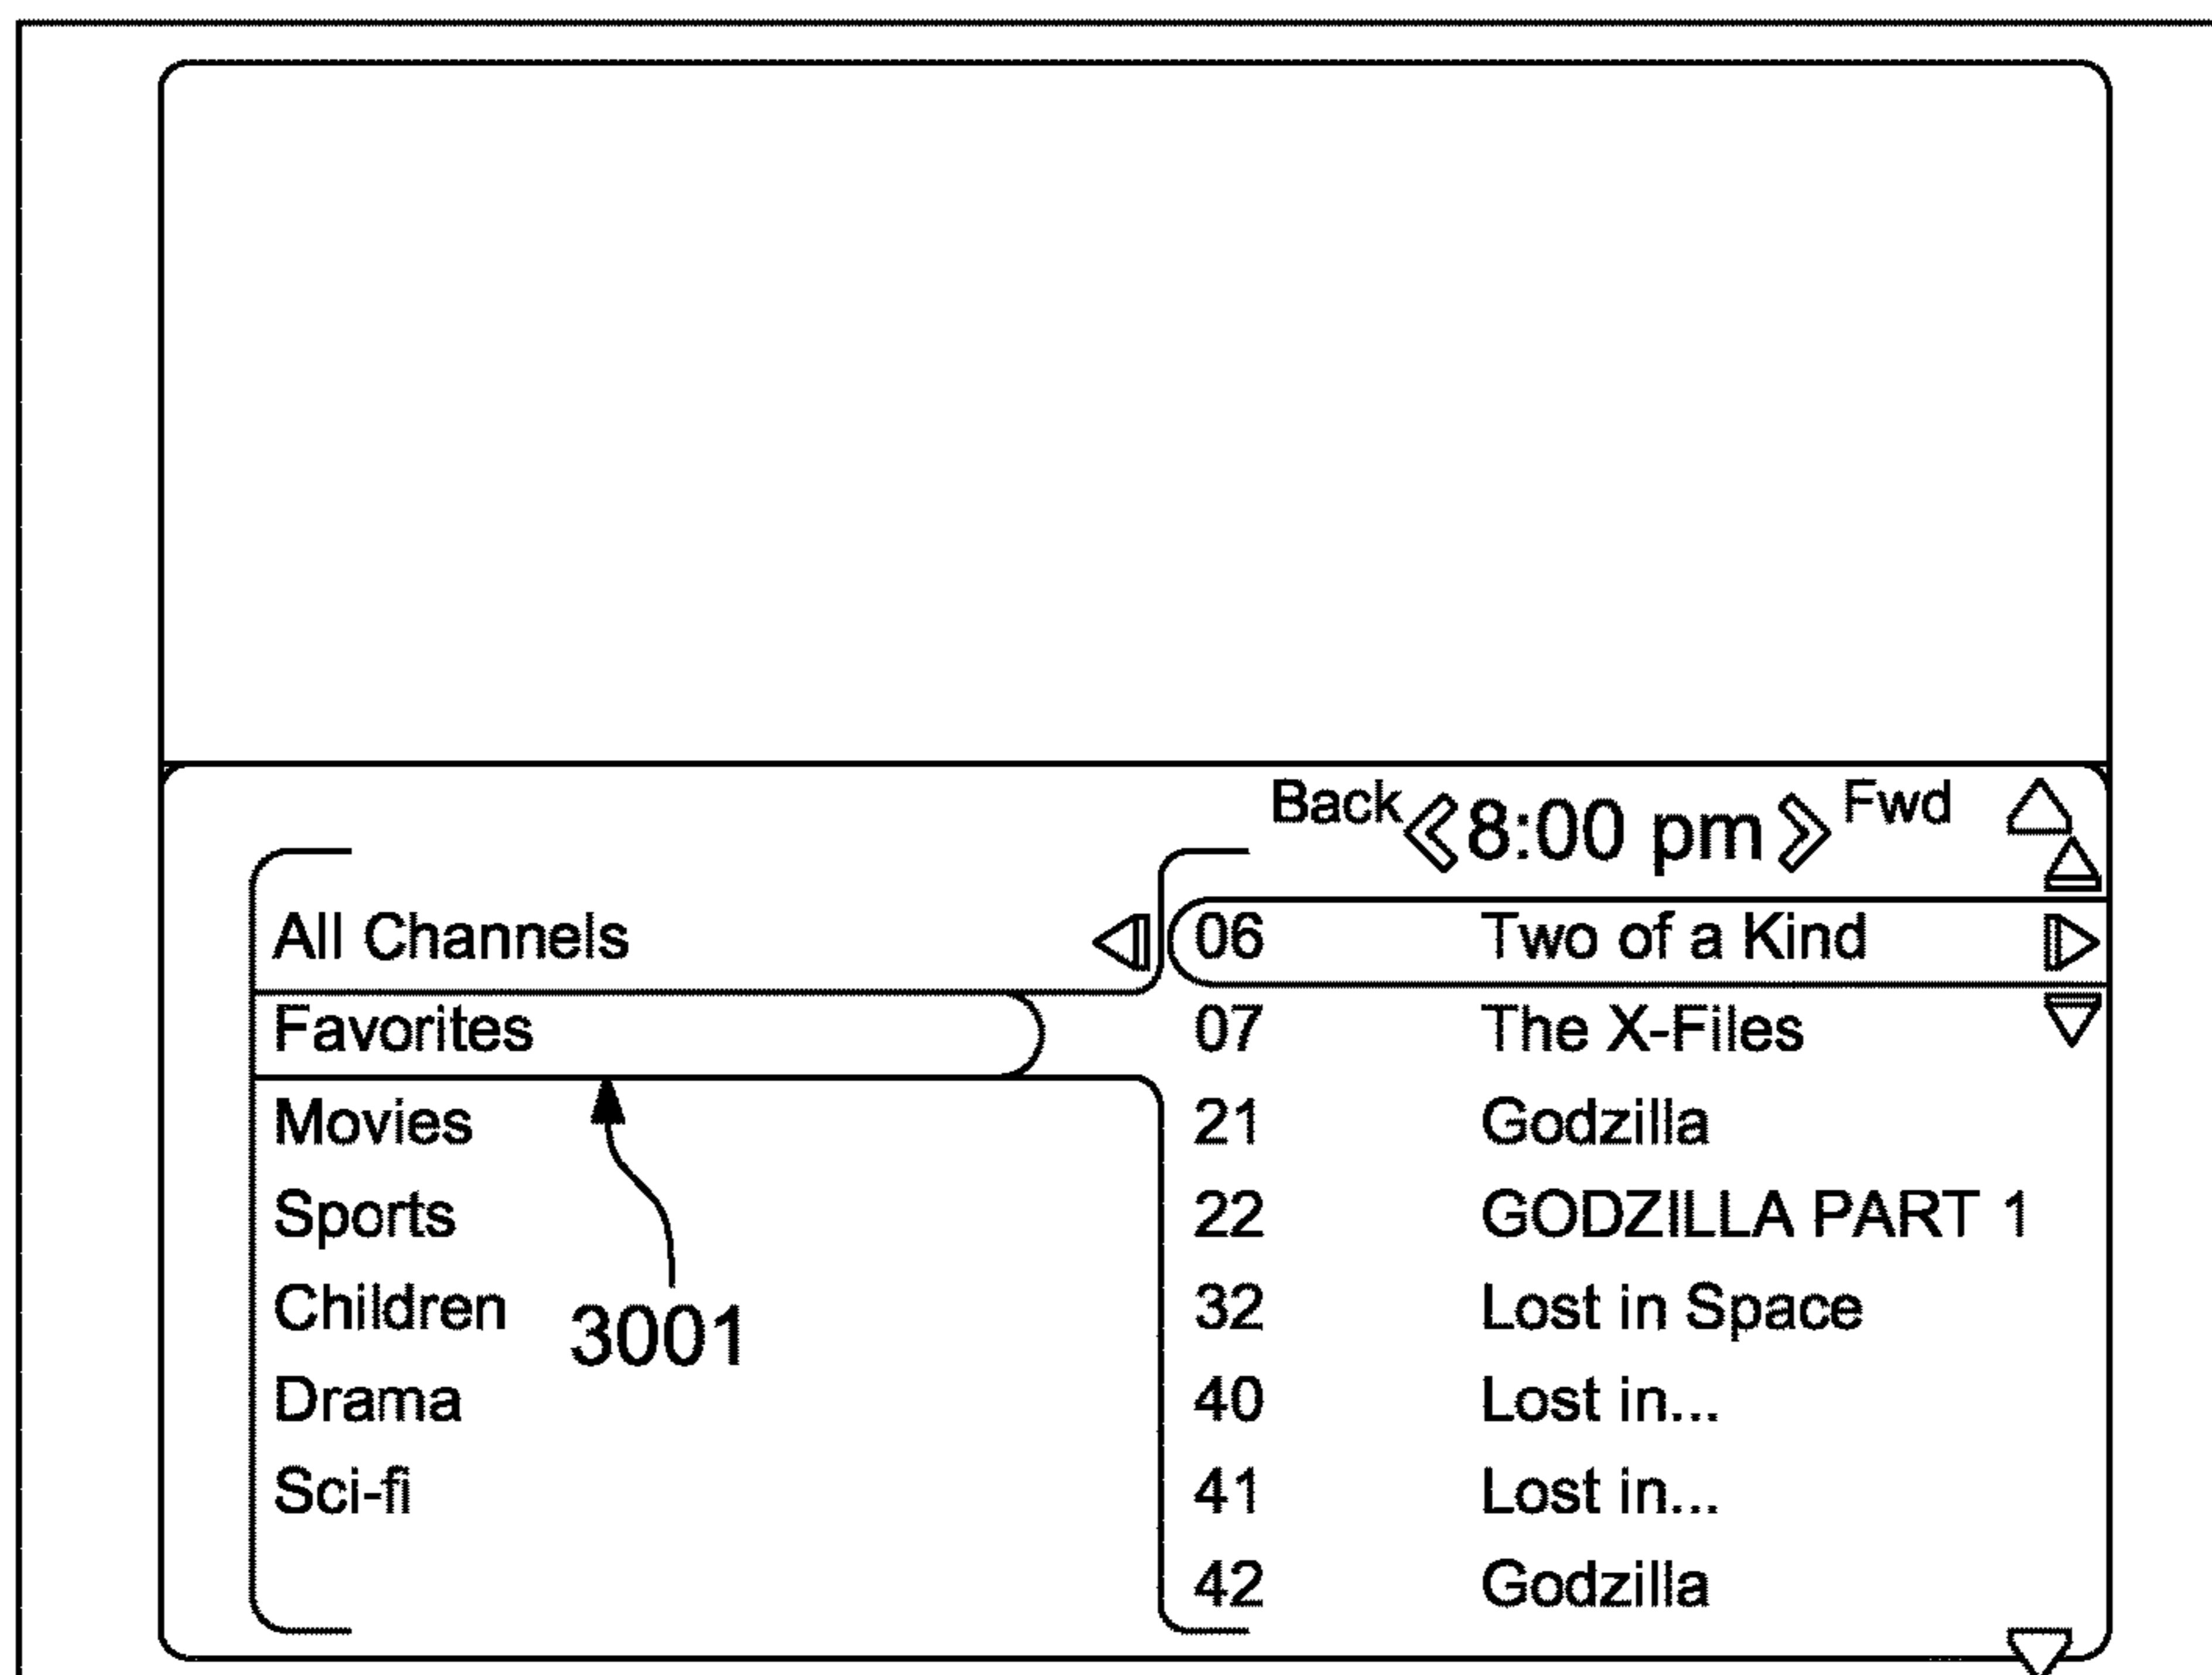 Back 8:00 pm Fwd
All Channels
Favorites
Movies
Sports
Children
Drama
Sci-fi
3001
06 Two of a Kind
07 The X-Files
21 Godzilla
22 GODZILLA PART 1
32 Lost in Space
40 Lost in...
41 Lost in...
42 Godzilla